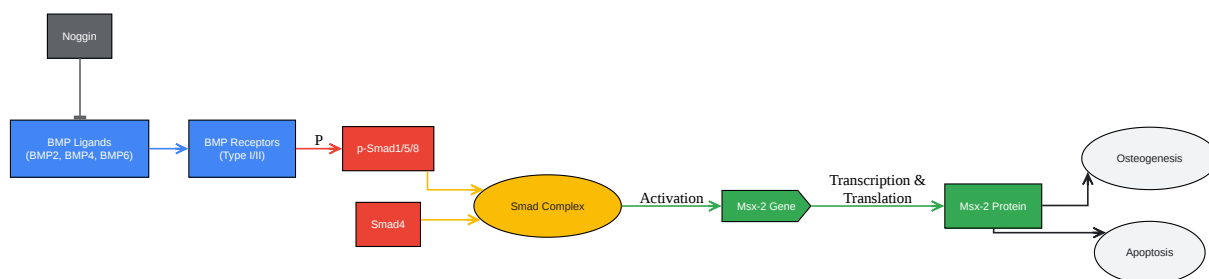 Noggin
BMP Ligands
(BMP2, BMP4, BMP6)
BMP Receptors
(Type I/II)
P
p-Smad1/5/8
Smad4
Smad Complex
Activation
Msx-2 Gene
Transcription &
Translation
Msx-2 Protein
Osteogenesis
Apoptosis